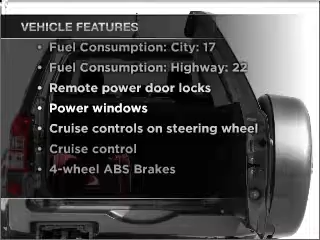 VEHICLE FEATURES
• Fuel Consumption: City: 17
• Fuel Consumption: Highway: 22
• Remote power door locks
• Power windows
• Cruise controls on steering wheel
• Cruise control
• 4-wheel ABS Brakes